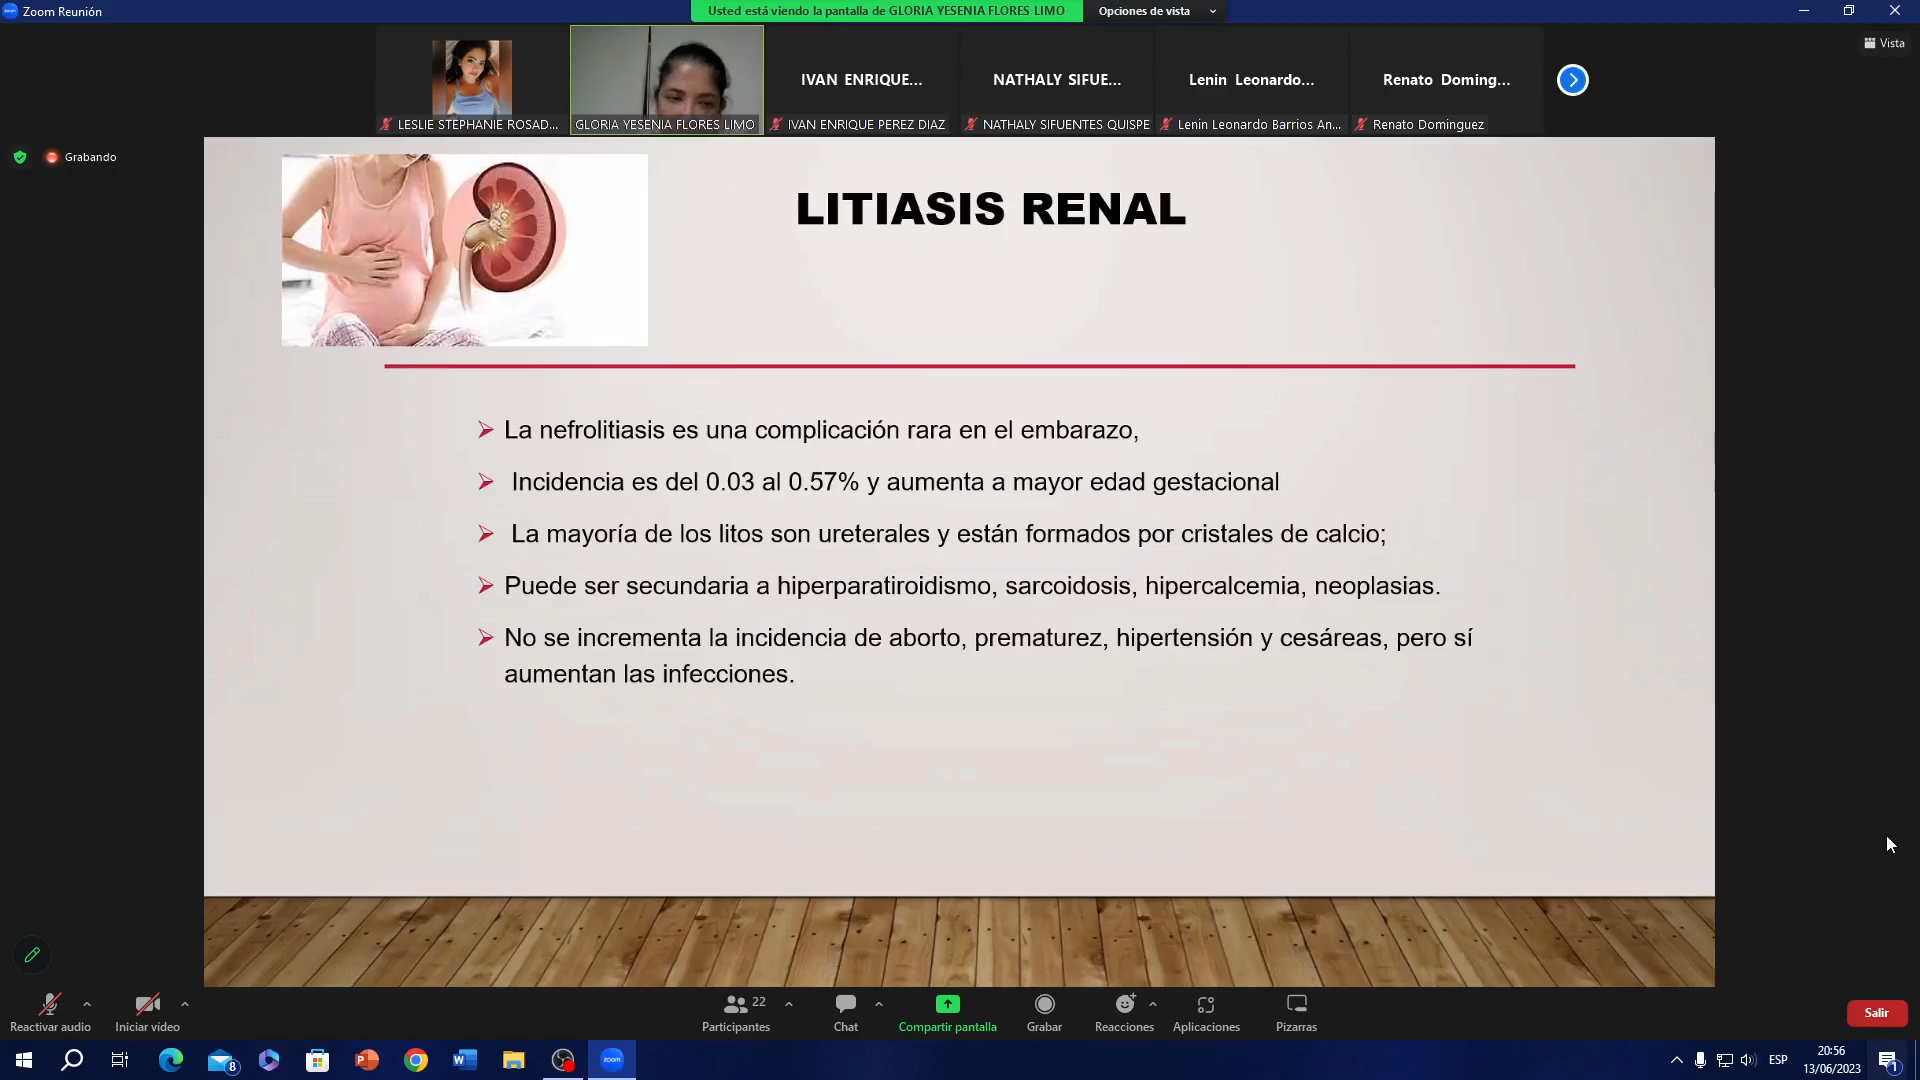 Zoom Reunión
Usted está viendo la pantalla de GLORIA YESENIA FLORES LIMO
Opciones de vista
Vista
IVAN ENRIQUE...
NATHALY SIFUE...
Lenin Leonardo...
Renato Doming...
LESLIE STEPHANIE ROSAD...
GLORIA YESENIA FLORES LIMO
IVAN ENRIQUE PEREZ DIAZ
NATHALY SIFUENTES QUISPE
Lenin Leonardo Barrios An...
Renato Dominguez
Grabando
LITIASIS RENAL
La nefrolitiasis es una complicación rara en el embarazo,
Incidencia es del 0.03 al 0.57% y aumenta a mayor edad gestacional
La mayoría de los litos son ureterales y están formados por cristales de calcio;
Puede ser secundaria a hiperparatiroidismo, sarcoidosis, hipercalcemia, neoplasias.
No se incrementa la incidencia de aborto, prematurez, hipertensión y cesáreas, pero sí
aumentan las infecciones.
22
Reactivar audio
Iniciar vídeo
Participantes
Chat
Compartir pantalla
Grabar
Reacciones
Aplicaciones
Pizarras
Salir
8
zoom
ESP
20:56
13/06/2023
1